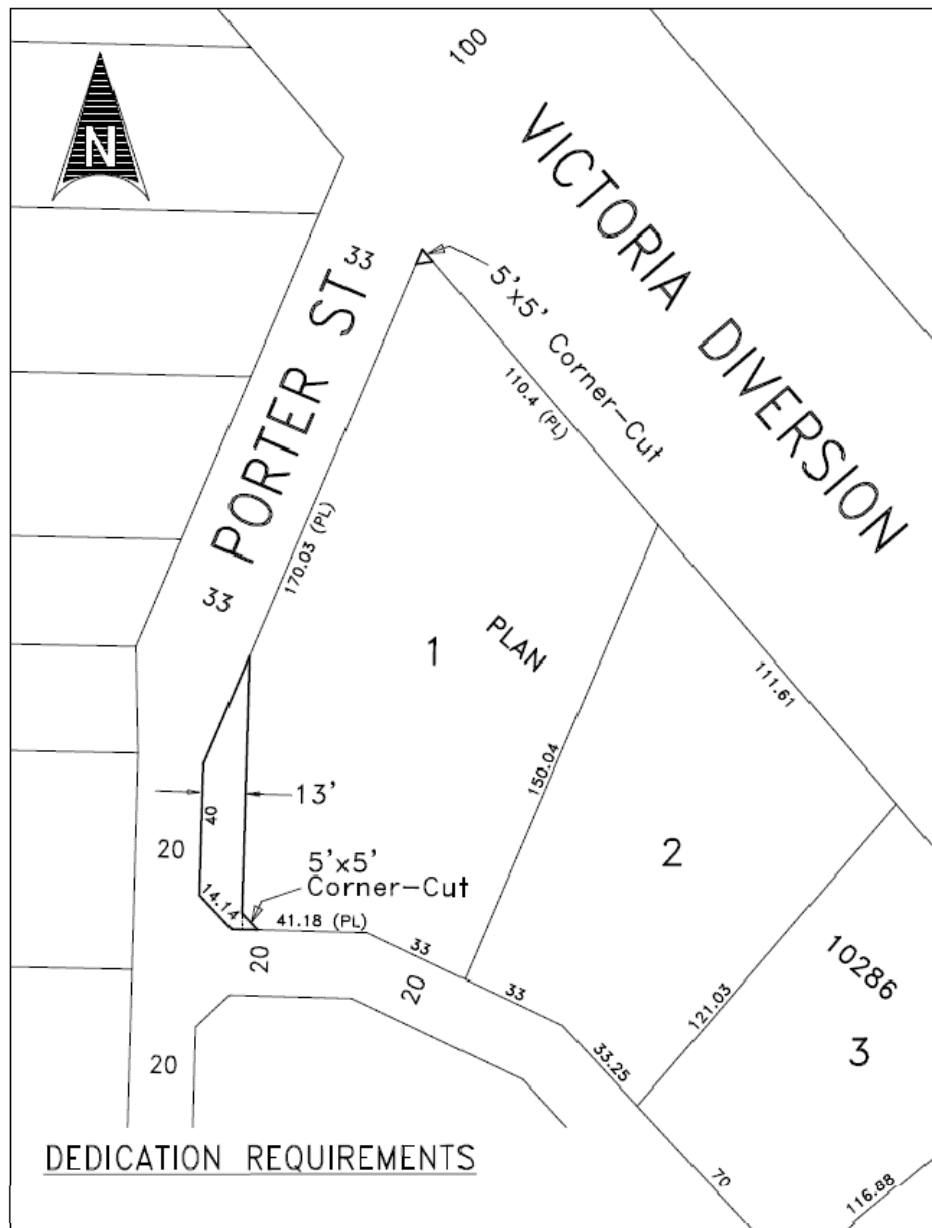 100
N
VICTORIA DIVERSION
33
5'x5' Corner-Cut
PORTER ST
110.4 (PL)
170.03 (PL)
33
1
PLAN
111.61
150.04
13'
40
20
2
5'x5'
Corner-Cut
14.14
41.18 (PL)
20
33
20
33
10286
121.03
3
33.25
20
70
116.88
DEDICATION REQUIREMENTS